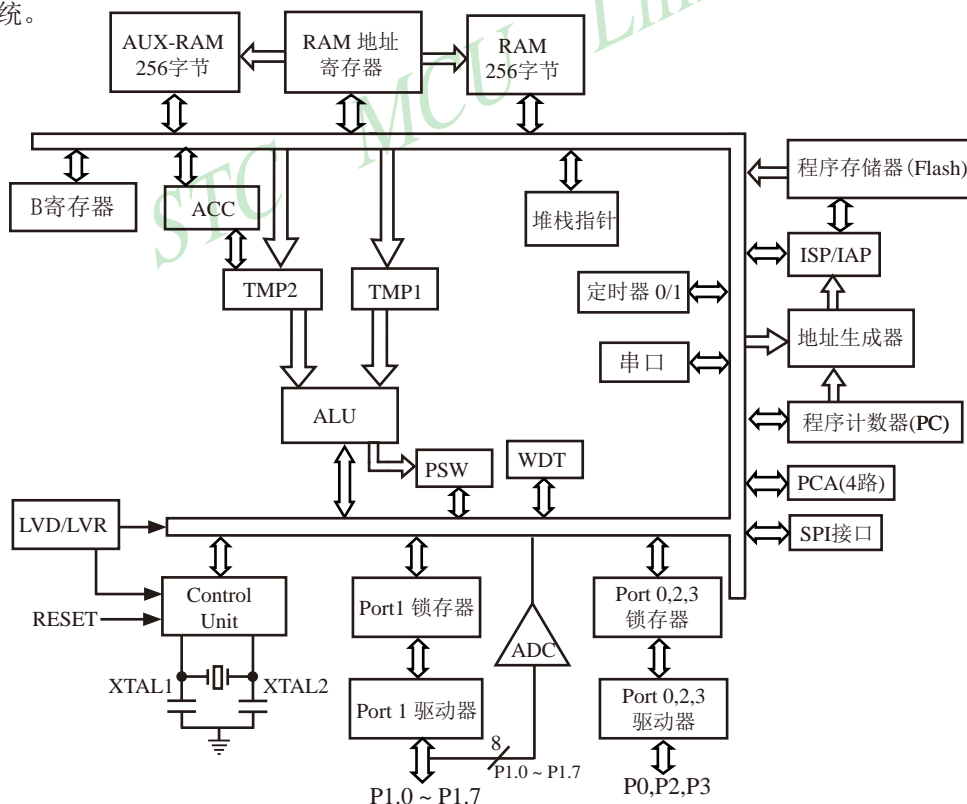 统。
AUX-RAM
256字节
RAM 地址
寄存器
RAM
256字节
STC MCU
B寄存器
ACC
堆栈指针
程序存储器(Flash)
ISP/IAP
TMP2
TMP1
定时器 0/1
地址生成器
串口
ALU
程序计数器(PC)
PSW
WDT
PCA(4路)
LVD/LVR
SPI接口
Control
Unit
RESET
Port1 锁存器
ADC
Port 0,2,3
锁存器
XTAL1
XTAL2
Port 1 驱动器
Port 0,2,3
驱动器
8
P1.0 ~ P1.7
P1.0 ~ P1.7
P0,P2,P3